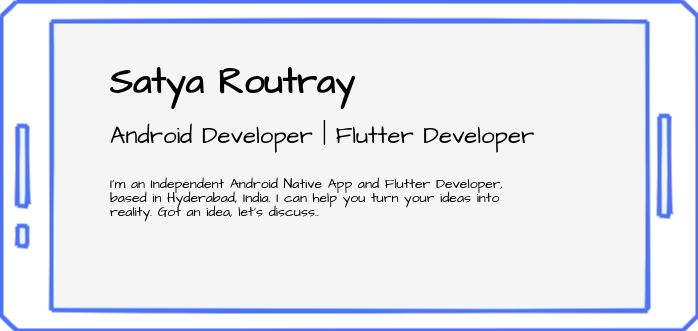 Satya Routray
Android Developer | Flutter Developer
I'm an Independent Android Native App and Flutter Developer,
based in Hyderabad, India. I can help you turn your ideas into
reality. Got an idea, let's discuss..